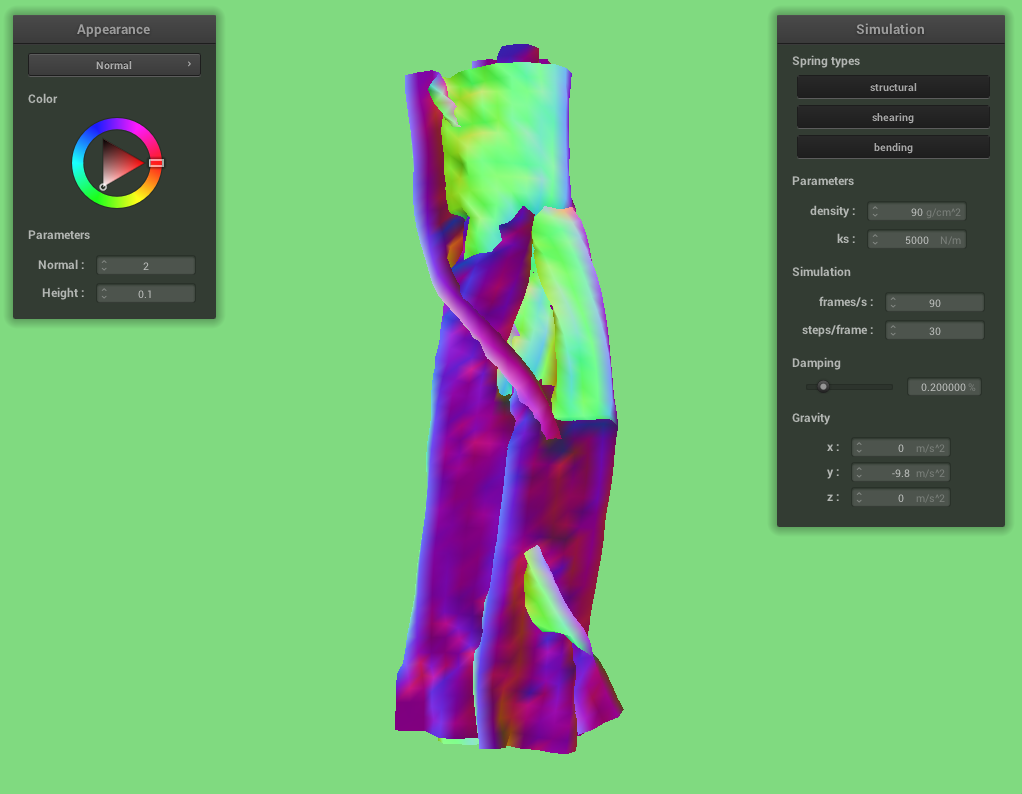 Appearance
Normal
Color
Parameters
Normal : 2
Height : 0.1
Simulation
Spring types
structural
shearing
bending
Parameters
density : 90 g/cm^2
ks : 5000 N/m
Simulation
frames/s : 90
steps/frame : 30
Damping
0.200000 %
Gravity
x : 0 m/s^2
y : -9.8 m/s^2
z : 0 m/s^2